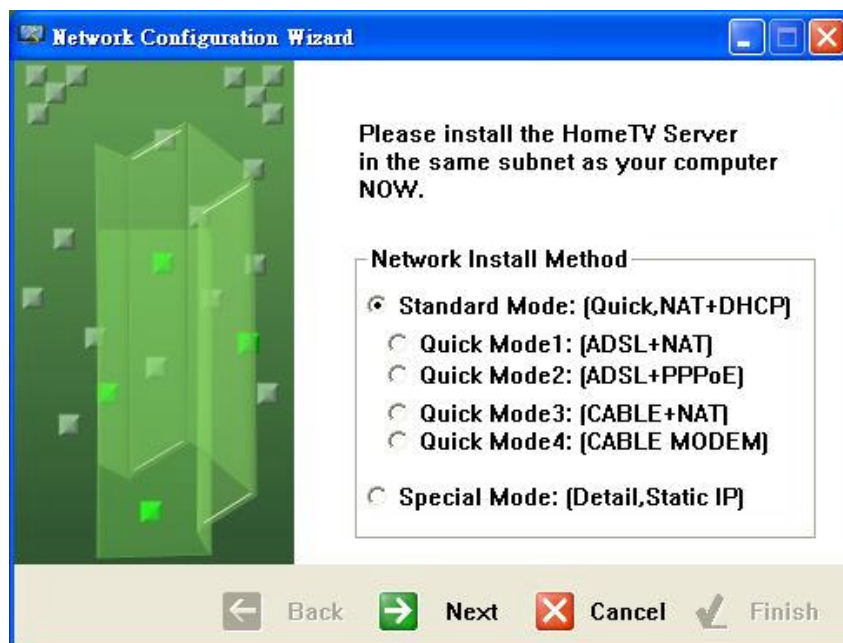 Network Configuration Wizard
Please install the HomeTV Server
in the same subnet as your computer
NOW.
Network Install Method
Standard Mode: (Quick,NAT+DHCP)
Quick Mode1: (ADSL+NAT)
Quick Mode2: (ADSL+PPPoE)
Quick Mode3: (CABLE+NAT)
Quick Mode4: (CABLE MODEM)
Special Mode: (Detail,Static IP)
Back Next Cancel Finish